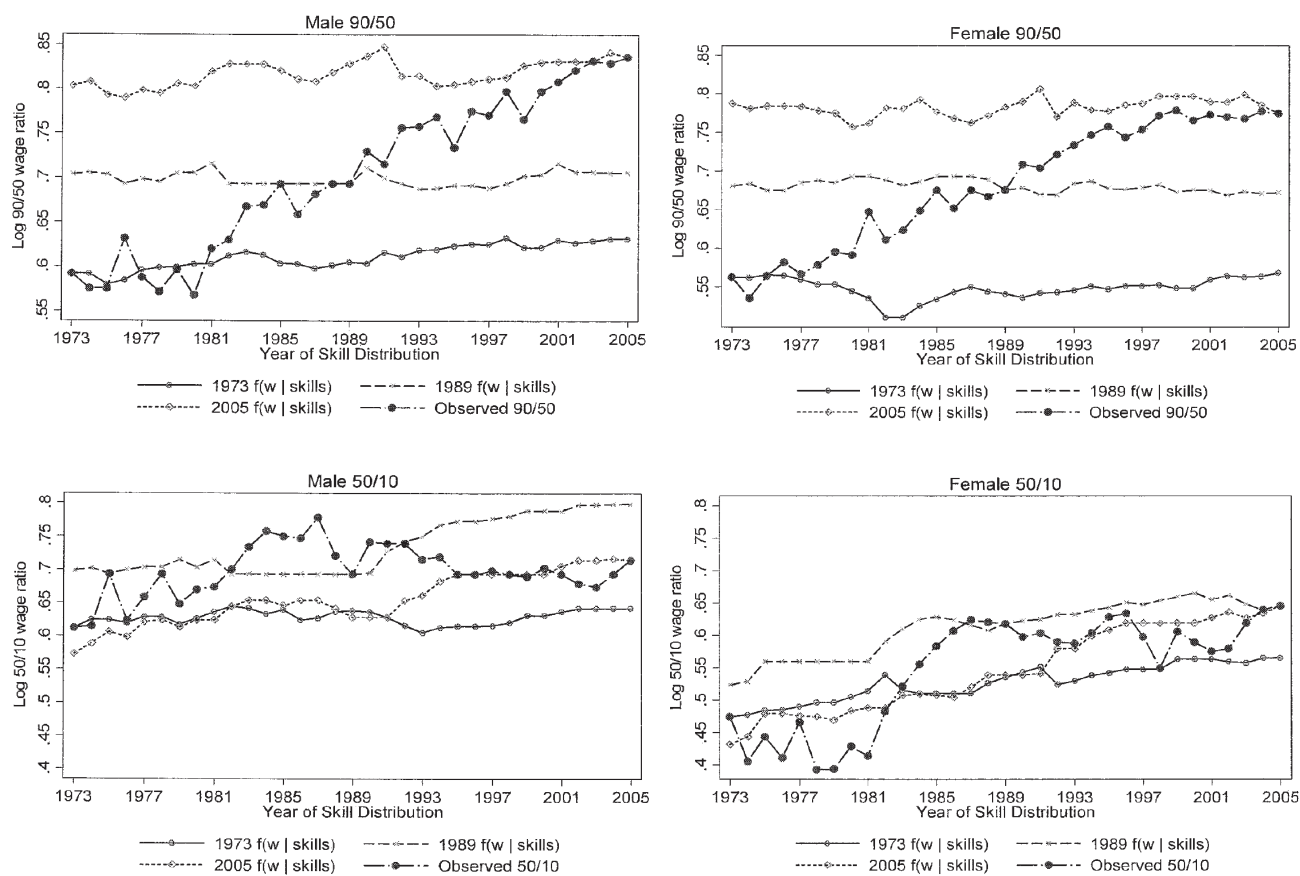 Male 90/50
Log 90/50 wage ratio
.85
.8
.75
.7
.65
.6
.55
1973 1977 1981 1985 1989 1993 1997 2001 2005
Year of Skill Distribution
1973 f(w | skills) 1989 f(w | skills)
2005 f(w | skills) Observed 90/50
Female 90/50
Log 90/50 wage ratio
.85
.8
.75
.7
.65
.6
.55
1973 1977 1981 1985 1989 1993 1997 2001 2005
Year of Skill Distribution
1973 f(w | skills) 1989 f(w | skills)
2005 f(w | skills) Observed 90/50
Male 50/10
Log 50/10 wage ratio
.8
.75
.7
.65
.6
.55
.5
.45
.4
1973 1977 1981 1985 1989 1993 1997 2001 2005
Year of Skill Distribution
1973 f(w | skills) 1989 f(w | skills)
2005 f(w | skills) Observed 50/10
Female 50/10
Log 50/10 wage ratio
.8
.75
.7
.65
.6
.55
.5
.45
.4
1973 1977 1981 1985 1989 1993 1997 2001 2005
Year of Skill Distribution
1973 f(w | skills) 1989 f(w | skills)
2005 f(w | skills) Observed 50/10